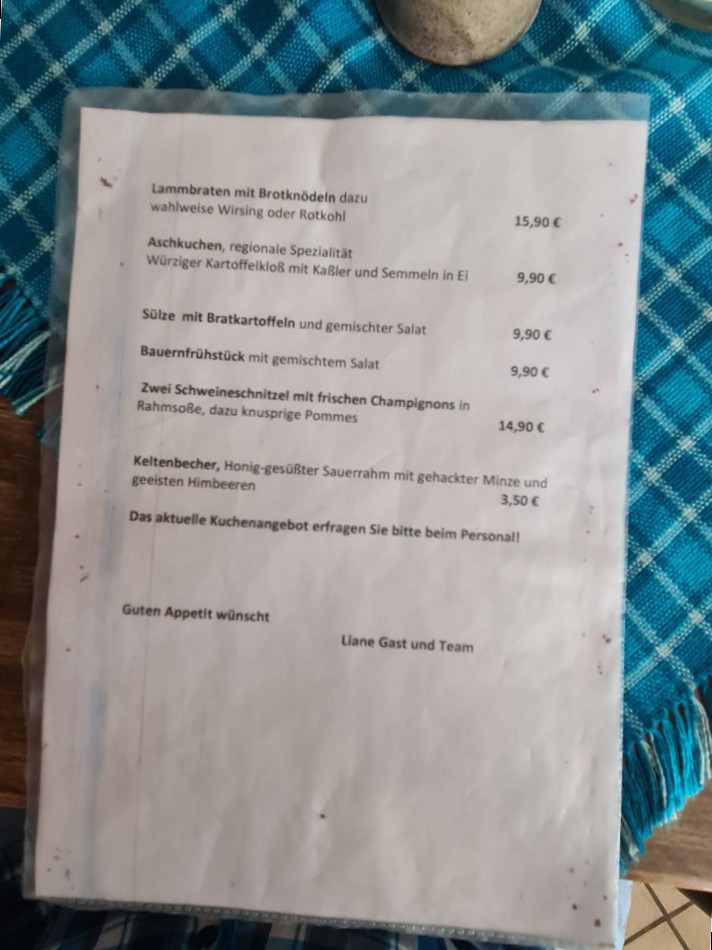 Lammbraten mit Brotknödeln dazu
wahlweise Wirsing oder Rotkohl 15,90 €
Aschkuchen, regionale Spezialität
Würziger Kartoffelkloß mit Kaßler und Semmeln in Ei 9,90 €
Sülze mit Bratkartoffeln und gemischter Salat 9,90 €
Bauernfrühstück mit gemischtem Salat 9,90 €
Zwei Schweineschnitzel mit frischen Champignons in
Rahmsoße, dazu knusprige Pommes 14,90 €
Keltenbecher, Honig-gesüßter Sauerrahm mit gehackter Minze und
geeisten Himbeeren 3,50 €
Das aktuelle Kuchenangebot erfragen Sie bitte beim Personal!
Guten Appetit wünscht
Liane Gast und Team